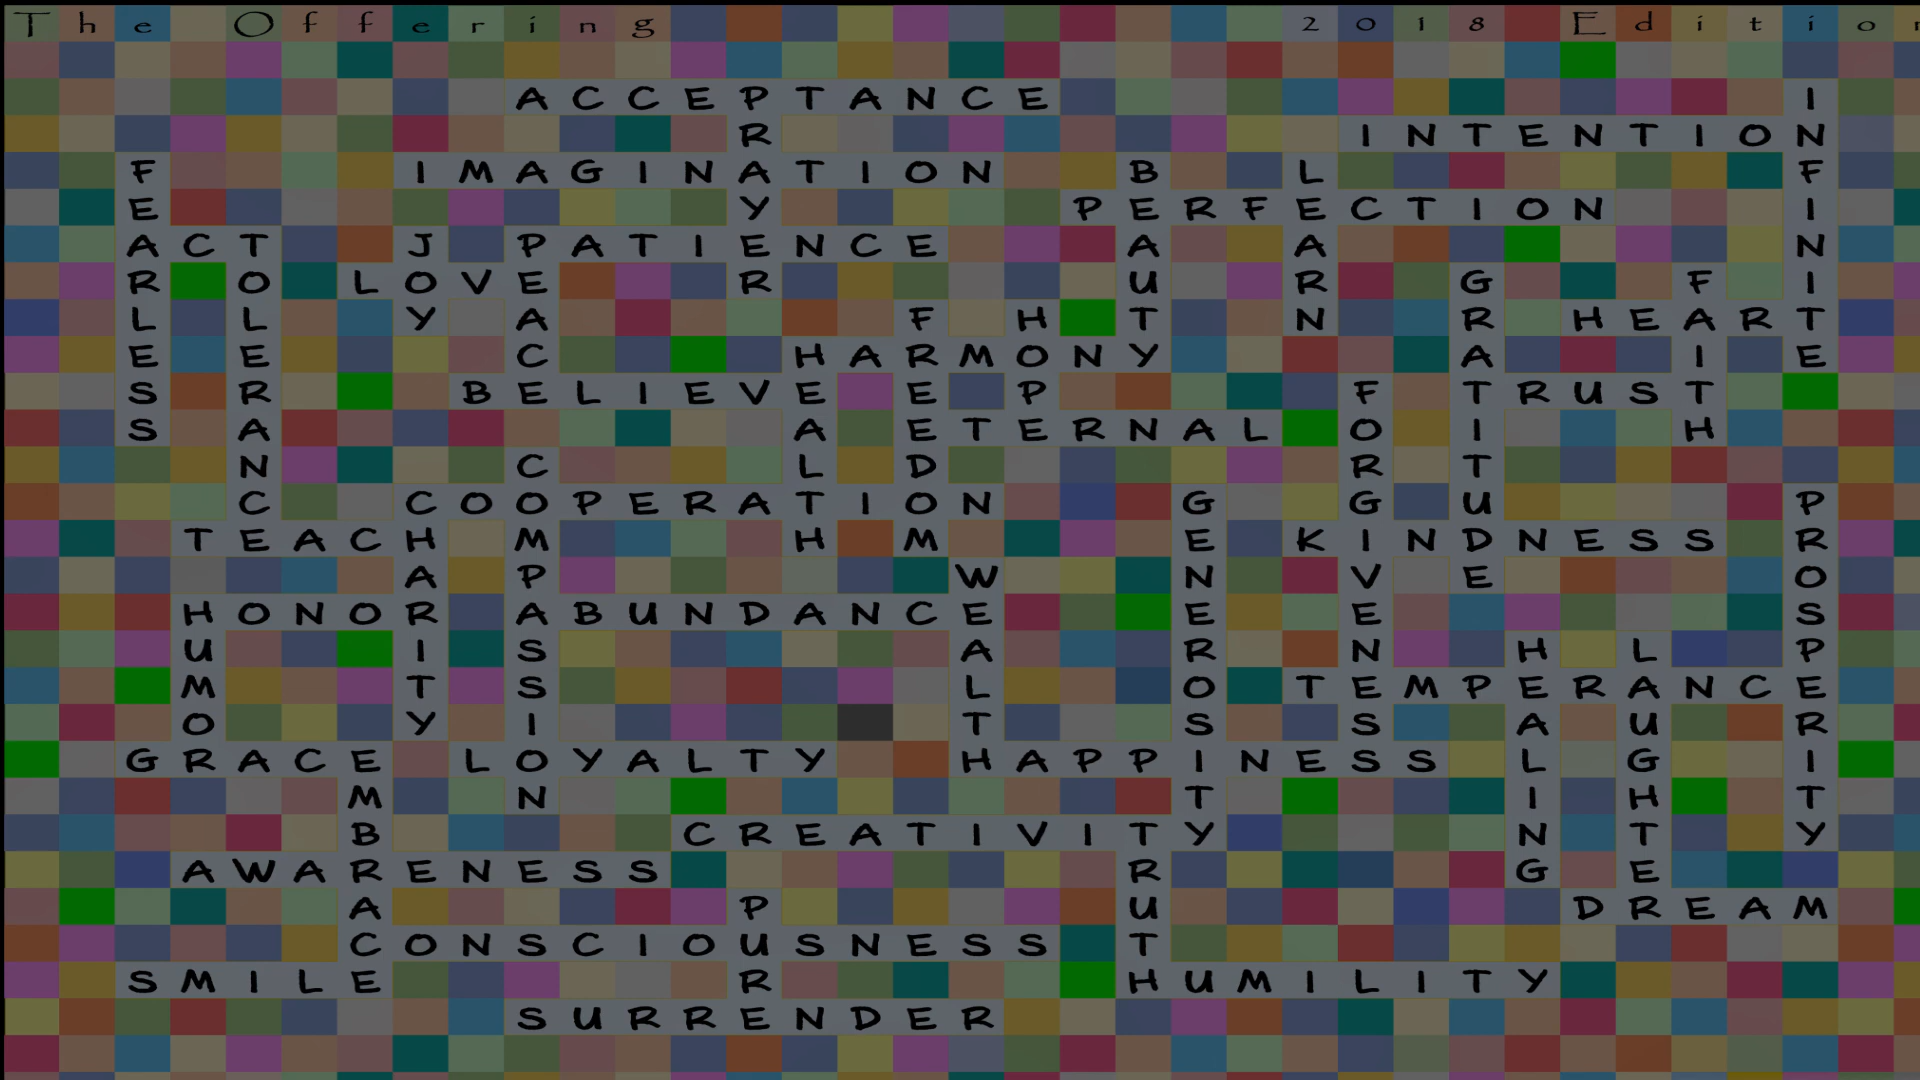 The Offering 2018 Edition
ACCEPTANCE
PRAYER
INFINITE
INTENTION
FEARLESS
IMAGINATION
BEAUTY
LEARN
PERFECTION
ACT
TOLERANCE
JOY
PATIENCE
PEACE
LOVE
GRATITUDE
FAITH
FREEDOM
HOPE
HEART
HARMONY
HEALTH
BELIEVE
FORGIVENESS
TRUST
ETERNAL
COMPASSION
COOPERATION
CHARITY
GENEROSITY
PROSPERITY
TEACH
KINDNESS
WEALTH
HONOR
HUMOR
ABUNDANCE
HEALING
LAUGHTER
TEMPERANCE
GRACE
EMBRACE
LOYALTY
HAPPINESS
CREATIVITY
TRUTH
AWARENESS
PURE
DREAM
CONSCIOUSNESS
SMILE
HUMILITY
SURRENDER